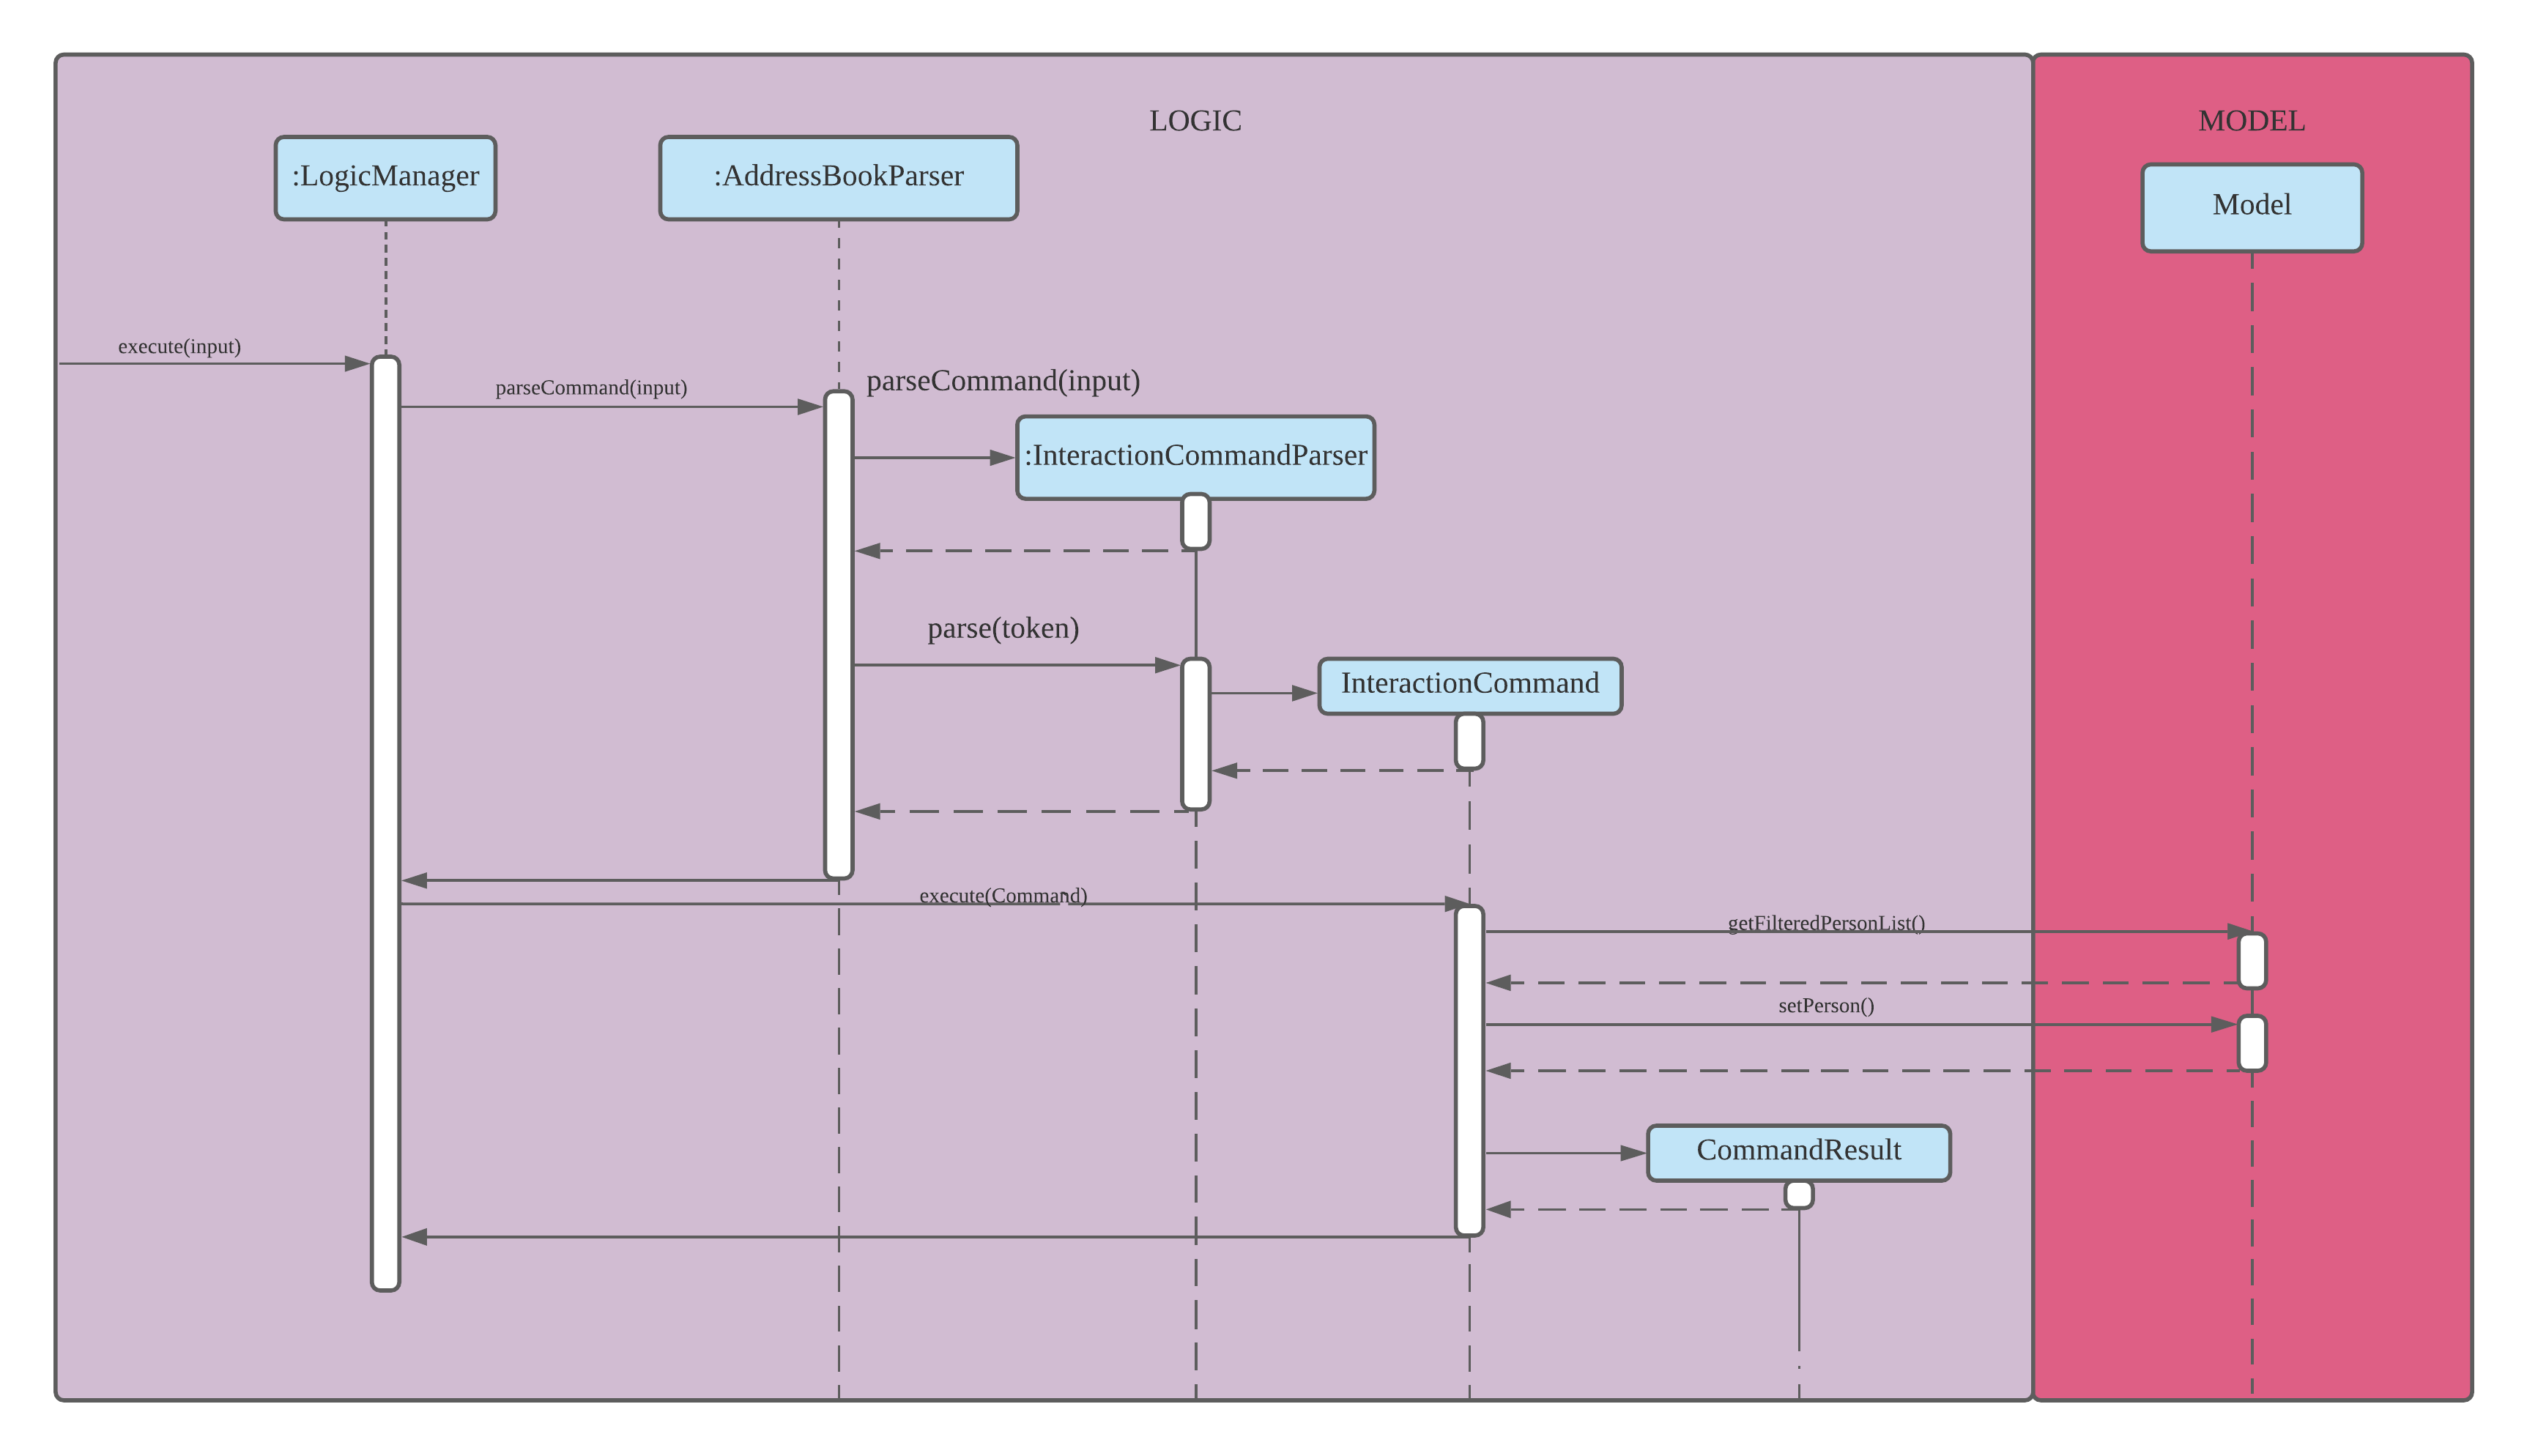 LOGIC
MODEL
:LogicManager
:AddressBookParser
Model
execute(input)
parseCommand(input)
parseCommand(input)
:InteractionCommandParser
parse(token)
InteractionCommand
execute(Command)
getFilteredPersonList()
setPerson()
CommandResult